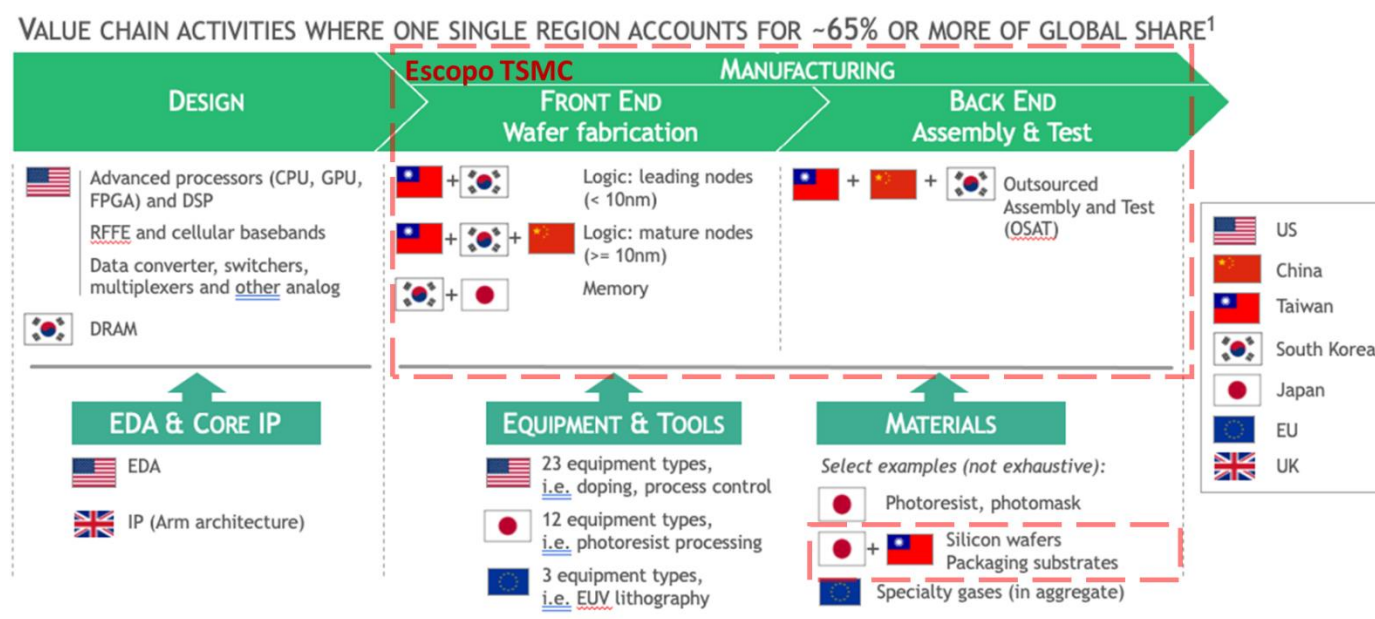 VALUE CHAIN ACTIVITIES WHERE ONE SINGLE REGION ACCOUNTS FOR ~65% OR MORE OF GLOBAL SHARE¹
Escopo TSMC
MANUFACTURING
DESIGN
FRONT END
Wafer fabrication
BACK END
Assembly & Test
Advanced processors (CPU, GPU,
FPGA) and DSP
RFFE and cellular basebands
Data converter, switchers,
multiplexers and other analog
DRAM
+
Logic: leading nodes
(< 10nm)
+ +
Logic: mature nodes
(>= 10nm)
+
Memory
+ +
Outsourced
Assembly and Test
(OSAT)
US
China
Taiwan
South Korea
Japan
EU
UK
EDA & CORE IP
EDA
IP (Arm architecture)
EQUIPMENT & TOOLS
23 equipment types,
i.e. doping, process control
12 equipment types,
i.e. photoresist processing
3 equipment types,
i.e. EUV lithography
MATERIALS
Select examples (not exhaustive):
Photoresist, photomask
+
Silicon wafers
Packaging substrates
Specialty gases (in aggregate)